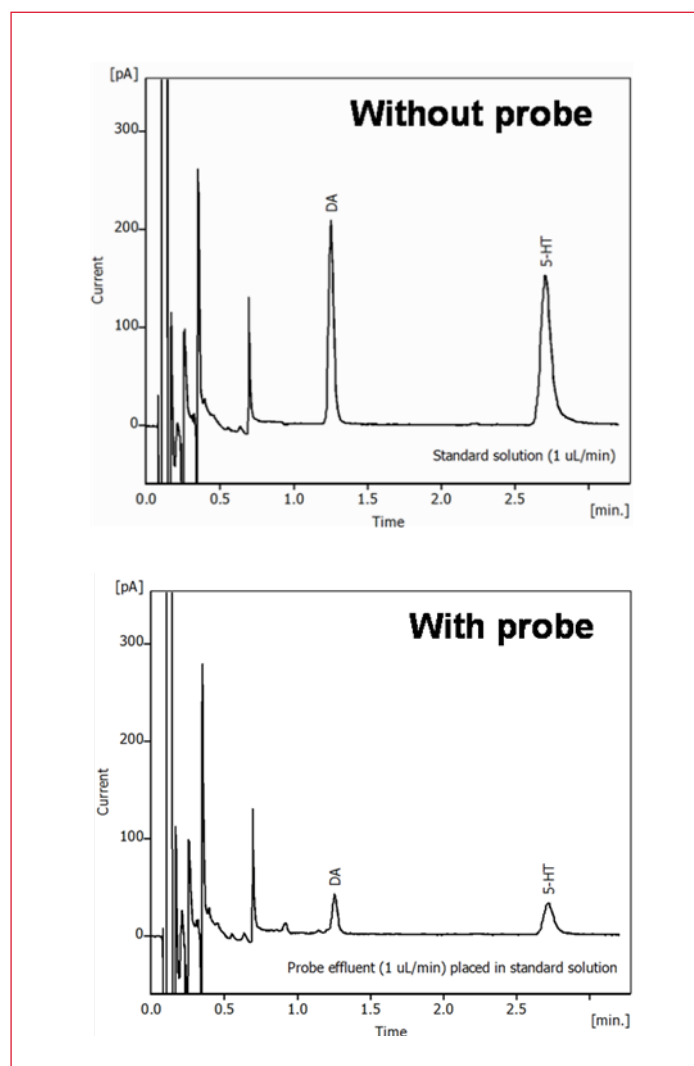 [pA]
Without probe
300
DA
200
5-HT
Current
100
0
Standard solution (1 uL/min)
0.0 0.5 1.0 1.5 2.0 2.5
[min.]
Time
[pA]
With probe
300
200
Current
100
DA
5-HT
0
Probe effluent (1 uL/min) placed in standard solution
0.0 0.5 1.0 1.5 2.0 2.5
[min.]
Time